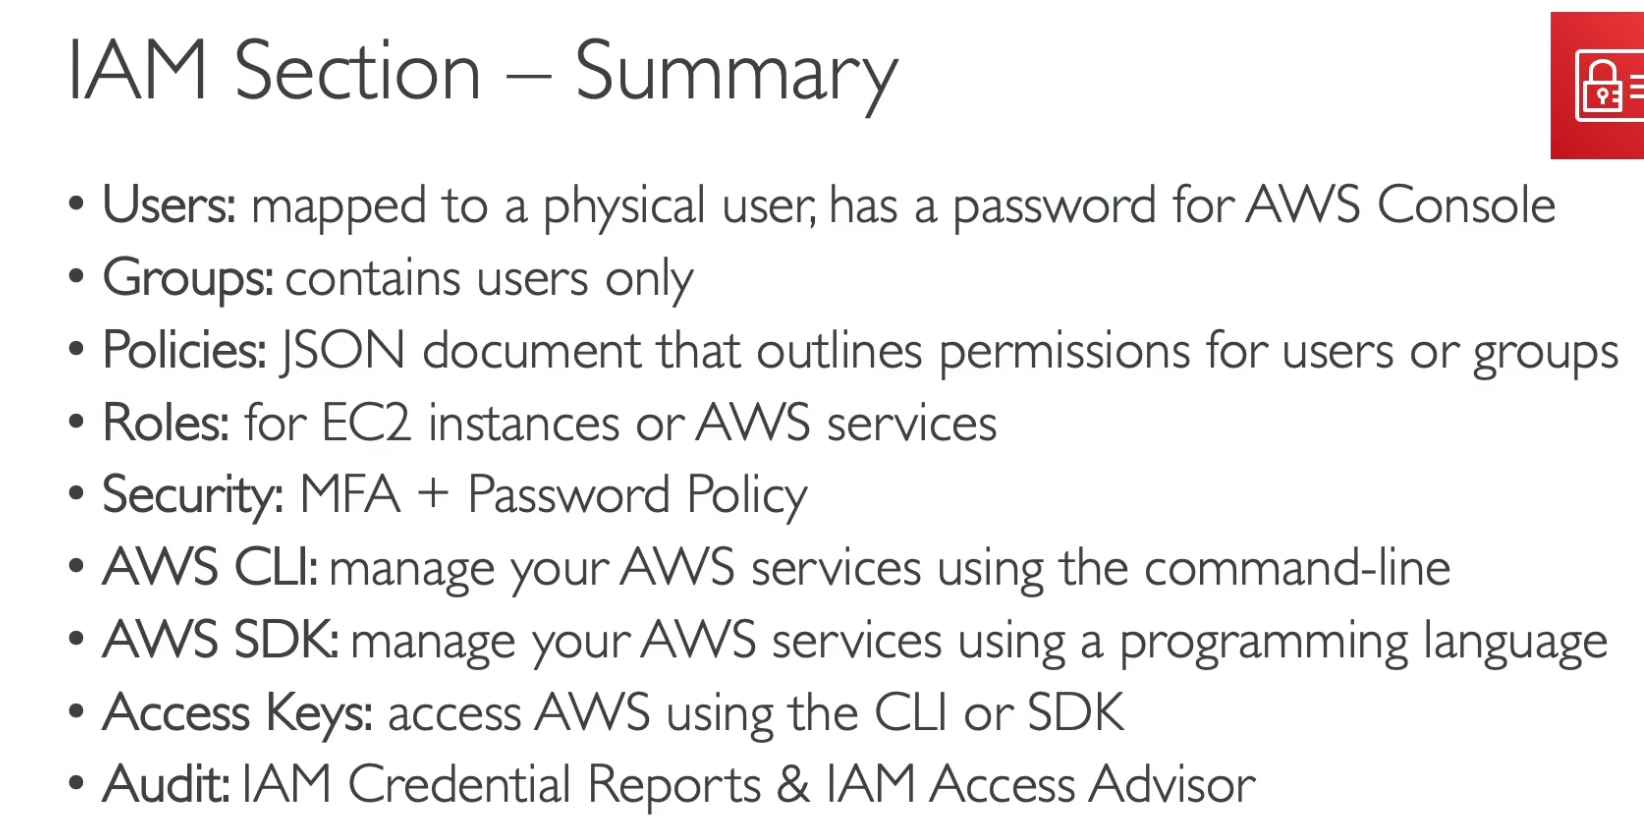 IAM Section – Summary
• Users: mapped to a physical user, has a password for AWS Console
• Groups: contains users only
• Policies: JSON document that outlines permissions for users or groups
• Roles: for EC2 instances or AWS services
• Security: MFA + Password Policy
• AWS CLI: manage your AWS services using the command-line
• AWS SDK: manage your AWS services using a programming language
• Access Keys: access AWS using the CLI or SDK
• Audit: IAM Credential Reports & IAM Access Advisor